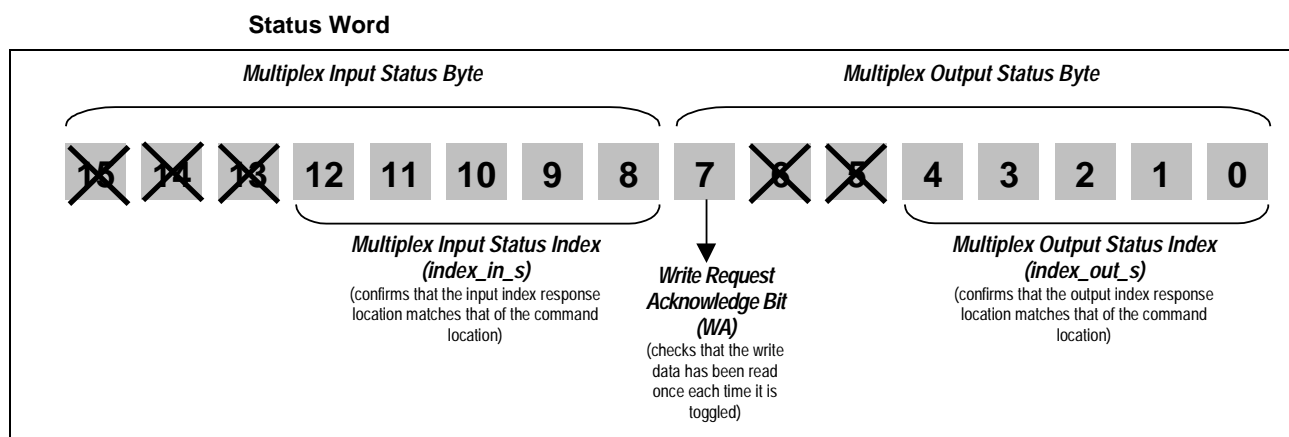 Status Word
Multiplex Input Status Byte
Multiplex Output Status Byte
15 14 13 12 11 10 9 8 7 6 5 4 3 2 1 0
Multiplex Input Status Index
(index_in_s)
(confirms that the input index response
location matches that of the command
location)
Write Request
Acknowledge Bit
(WA)
(checks that the write
data has been read
once each time it is
toggled)
Multiplex Output Status Index
(index_out_s)
(confirms that the output index response
location matches that of the command
location)